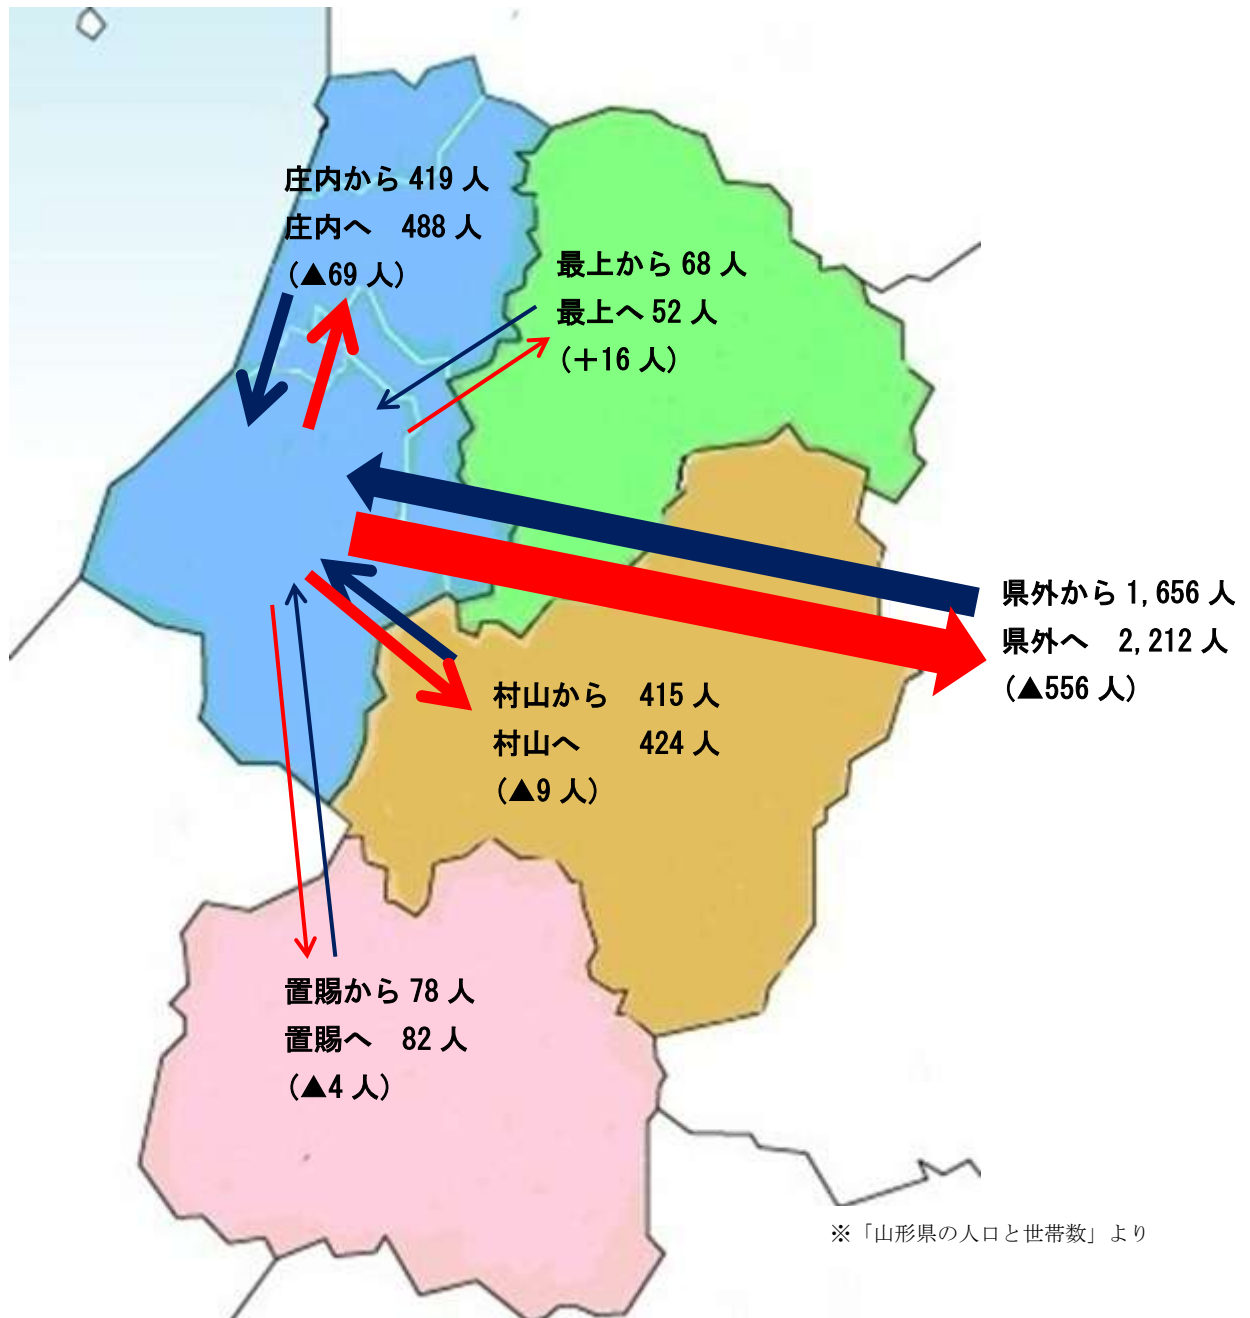 庄内から 419 人
庄内へ　488 人
(▲69 人)
最上から 68 人
最上へ 52 人
(＋16 人)
県外から 1,656 人
県外へ　2,212 人
(▲556 人)
村山から　415 人
村山へ　　424 人
(▲9 人)
置賜から 78 人
置賜へ　82 人
(▲4 人)
※「山形県の人口と世帯数」より